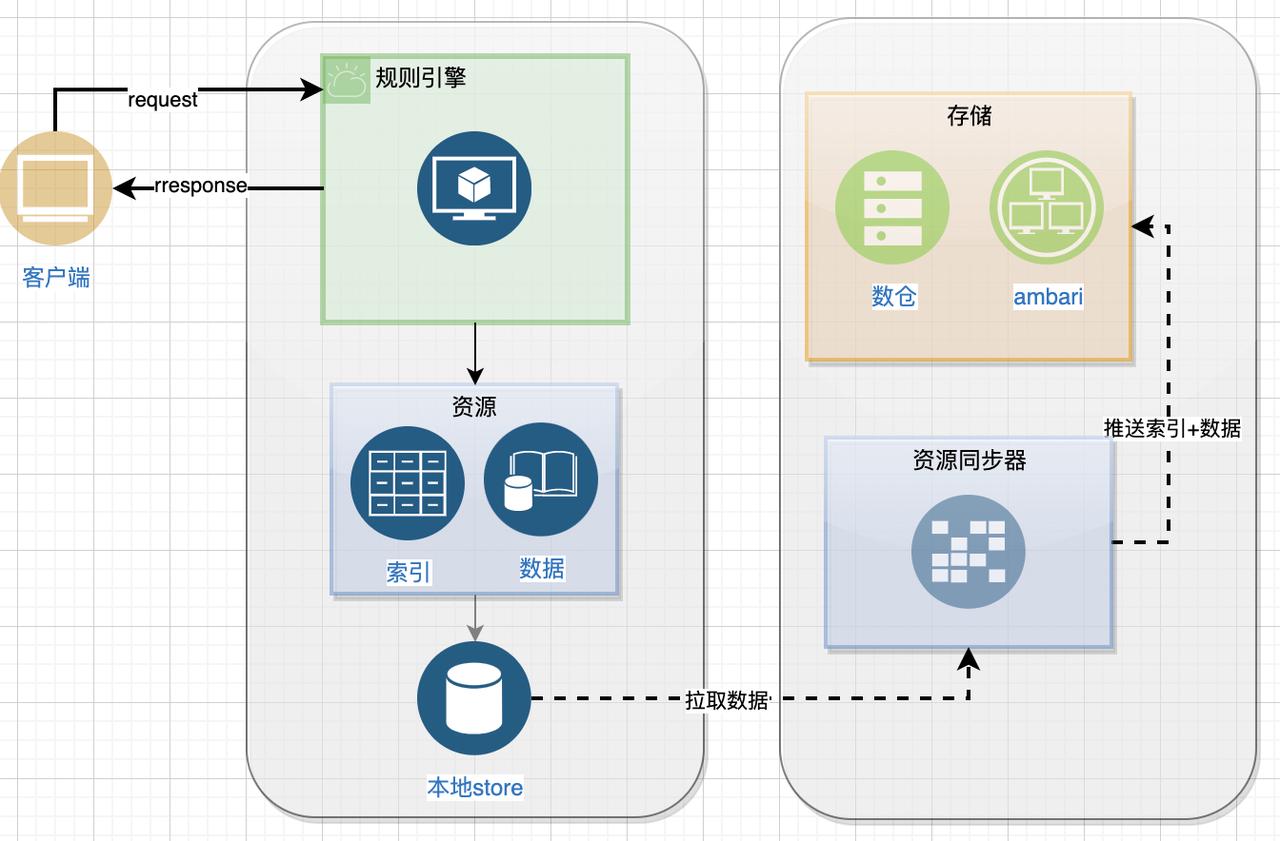 request
rresponse
客户端
规则引擎
资源
索引
数据
本地store
拉取数据
存储
数仓
ambari
推送索引+数据
资源同步器